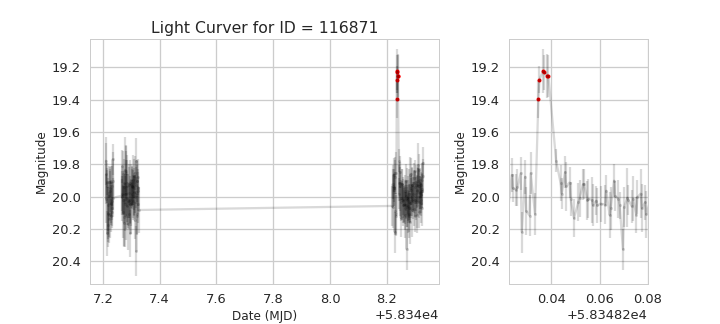 Light Curver for ID = 116871
Magnitude
19.2
19.4
19.6
19.8
20.0
20.2
20.4
7.2 7.4 7.6 7.8 8.0 8.2
Date (MJD)
+5.834e4
Magnitude
19.2
19.4
19.6
19.8
20.0
20.2
20.4
0.04 0.06 0.08
+5.83482e4